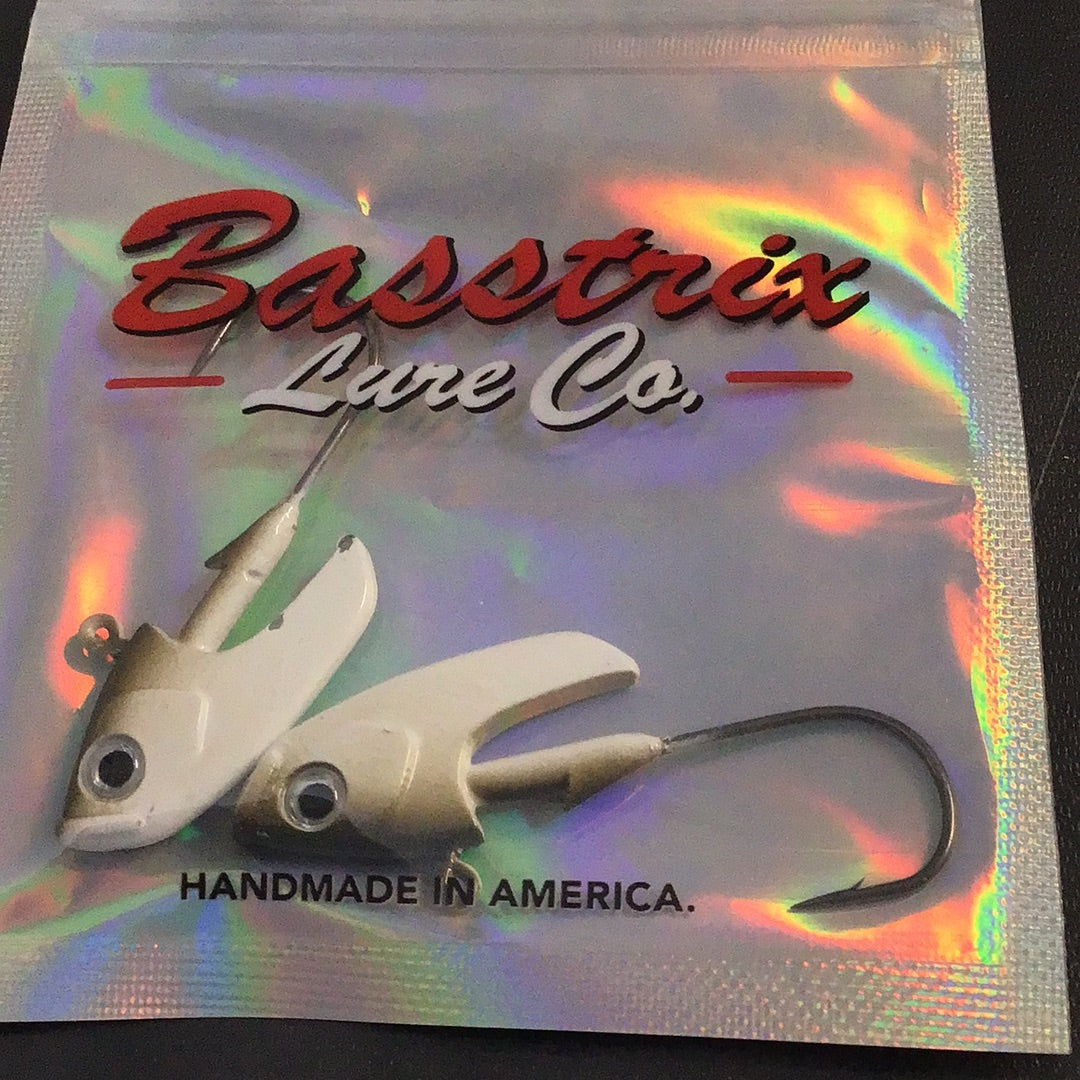 Basstrix
Lure Co.
HANDMADE IN AMERICA.